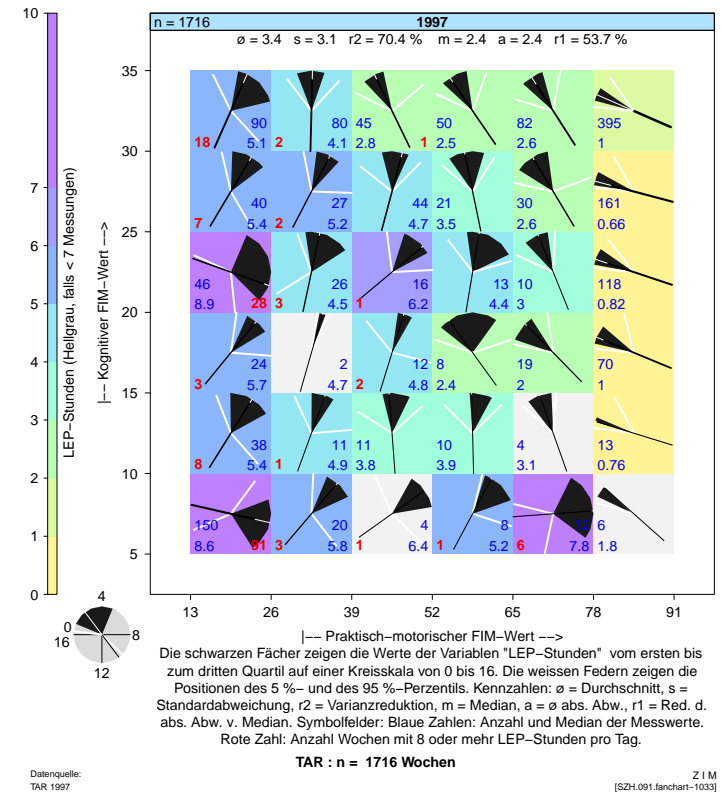 n = 1716 1997
ø = 3.4 s = 3.1 r2 = 70.4 % m = 2.4 a = 2.4 r1 = 53.7 %
10
7
6
5
4
3
2
1
0
LEP−Stunden (Hellgrau, falls < 7 Messungen)
|−− Kognitiver FIM−Wert −−>
35
30
25
20
15
10
5
90 80 45 50 82 395
18 5.1 2 4.1 2.8 1 2.5 2.6 1
40 27 44 21 30 161
7 5.4 2 5.2 4.7 3.5 2.6 0.66
46 26 16 13 10 118
8.9 28 3 4.5 1 6.2 4.4 3 0.82
24 2 12 8 19 70
3 5.7 4.7 2 4.8 2.4 2 1
38 11 11 10 4 13
8 5.4 1 4.9 3.8 3.9 3.1 0.76
150 20 4 8 6
8.6 91 3 5.8 1 6.4 1 5.2 6 7.8 1.8
13 26 39 52 65 78 91
|−− Praktisch−motorischer FIM−Wert −−>
0 4 8 12 16
Die schwarzen Fächer zeigen die Werte der Variablen "LEP−Stunden" vom ersten bis
zum dritten Quartil auf einer Kreisskala von 0 bis 16. Die weissen Federn zeigen die
Positionen des 5 %− und des 95 %−Perzentils. Kennzahlen: ø = Durchschnitt, s =
Standardabweichung, r2 = Varianzreduktion, m = Median, a = ø abs. Abw., r1 = Red. d.
abs. Abw. v. Median. Symbolfelder: Blaue Zahlen: Anzahl und Median der Messwerte.
Rote Zahl: Anzahl Wochen mit 8 oder mehr LEP−Stunden pro Tag.
TAR : n = 1716 Wochen
Datenquelle:
TAR 1997
Z I M
[SZH.091.fanchart−1033]